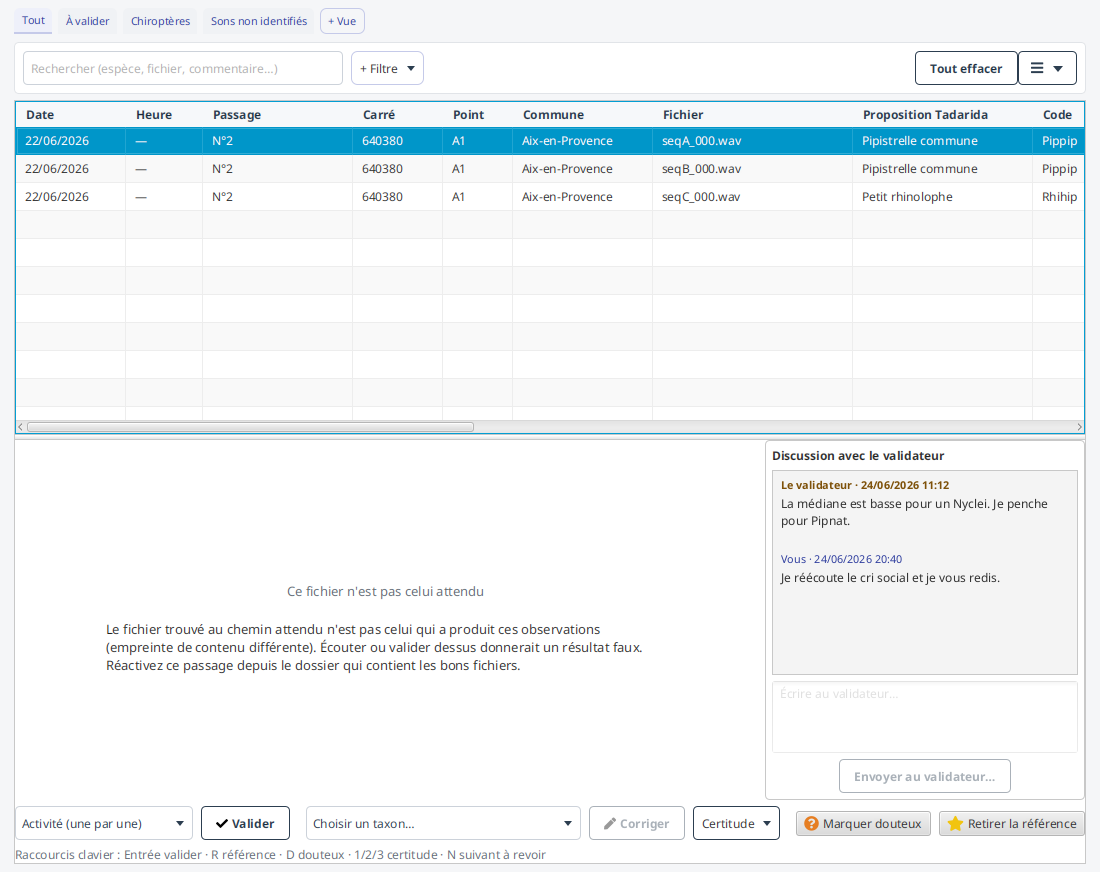 Tout À valider Chiroptères Sons non identifiés + Vue
Rechercher (espèce, fichier, commentaire...) + Filtre Tout effacer
Date Heure Passage Carré Point Commune Fichier Proposition Tadarida Code
22/06/2026 — N°2 640380 A1 Aix-en-Provence seqA_000.wav Pipistrelle commune Pippip
22/06/2026 — N°2 640380 A1 Aix-en-Provence seqB_000.wav Pipistrelle commune Pippip
22/06/2026 — N°2 640380 A1 Aix-en-Provence seqC_000.wav Petit rhinolophe Rhihip
Ce fichier n'est pas celui attendu
Le fichier trouvé au chemin attendu n'est pas celui qui a produit ces observations
(empreinte de contenu différente). Écouter ou valider dessus donnerait un résultat faux.
Réactivez ce passage depuis le dossier qui contient les bons fichiers.
Discussion avec le validateur
Le validateur · 24/06/2026 11:12
La médiane est basse pour un Nyclei. Je penche
pour Pipnat.
Vous · 24/06/2026 20:40
Je réécoute le cri social et je vous redis.
Écrire au validateur...
Envoyer au validateur...
Activité (une par une) Valider Choisir un taxon... Corriger Certitude Marquer douteux Retirer la référence
Raccourcis clavier : Entrée valider · R référence · D douteux · 1/2/3 certitude · N suivant à revoir